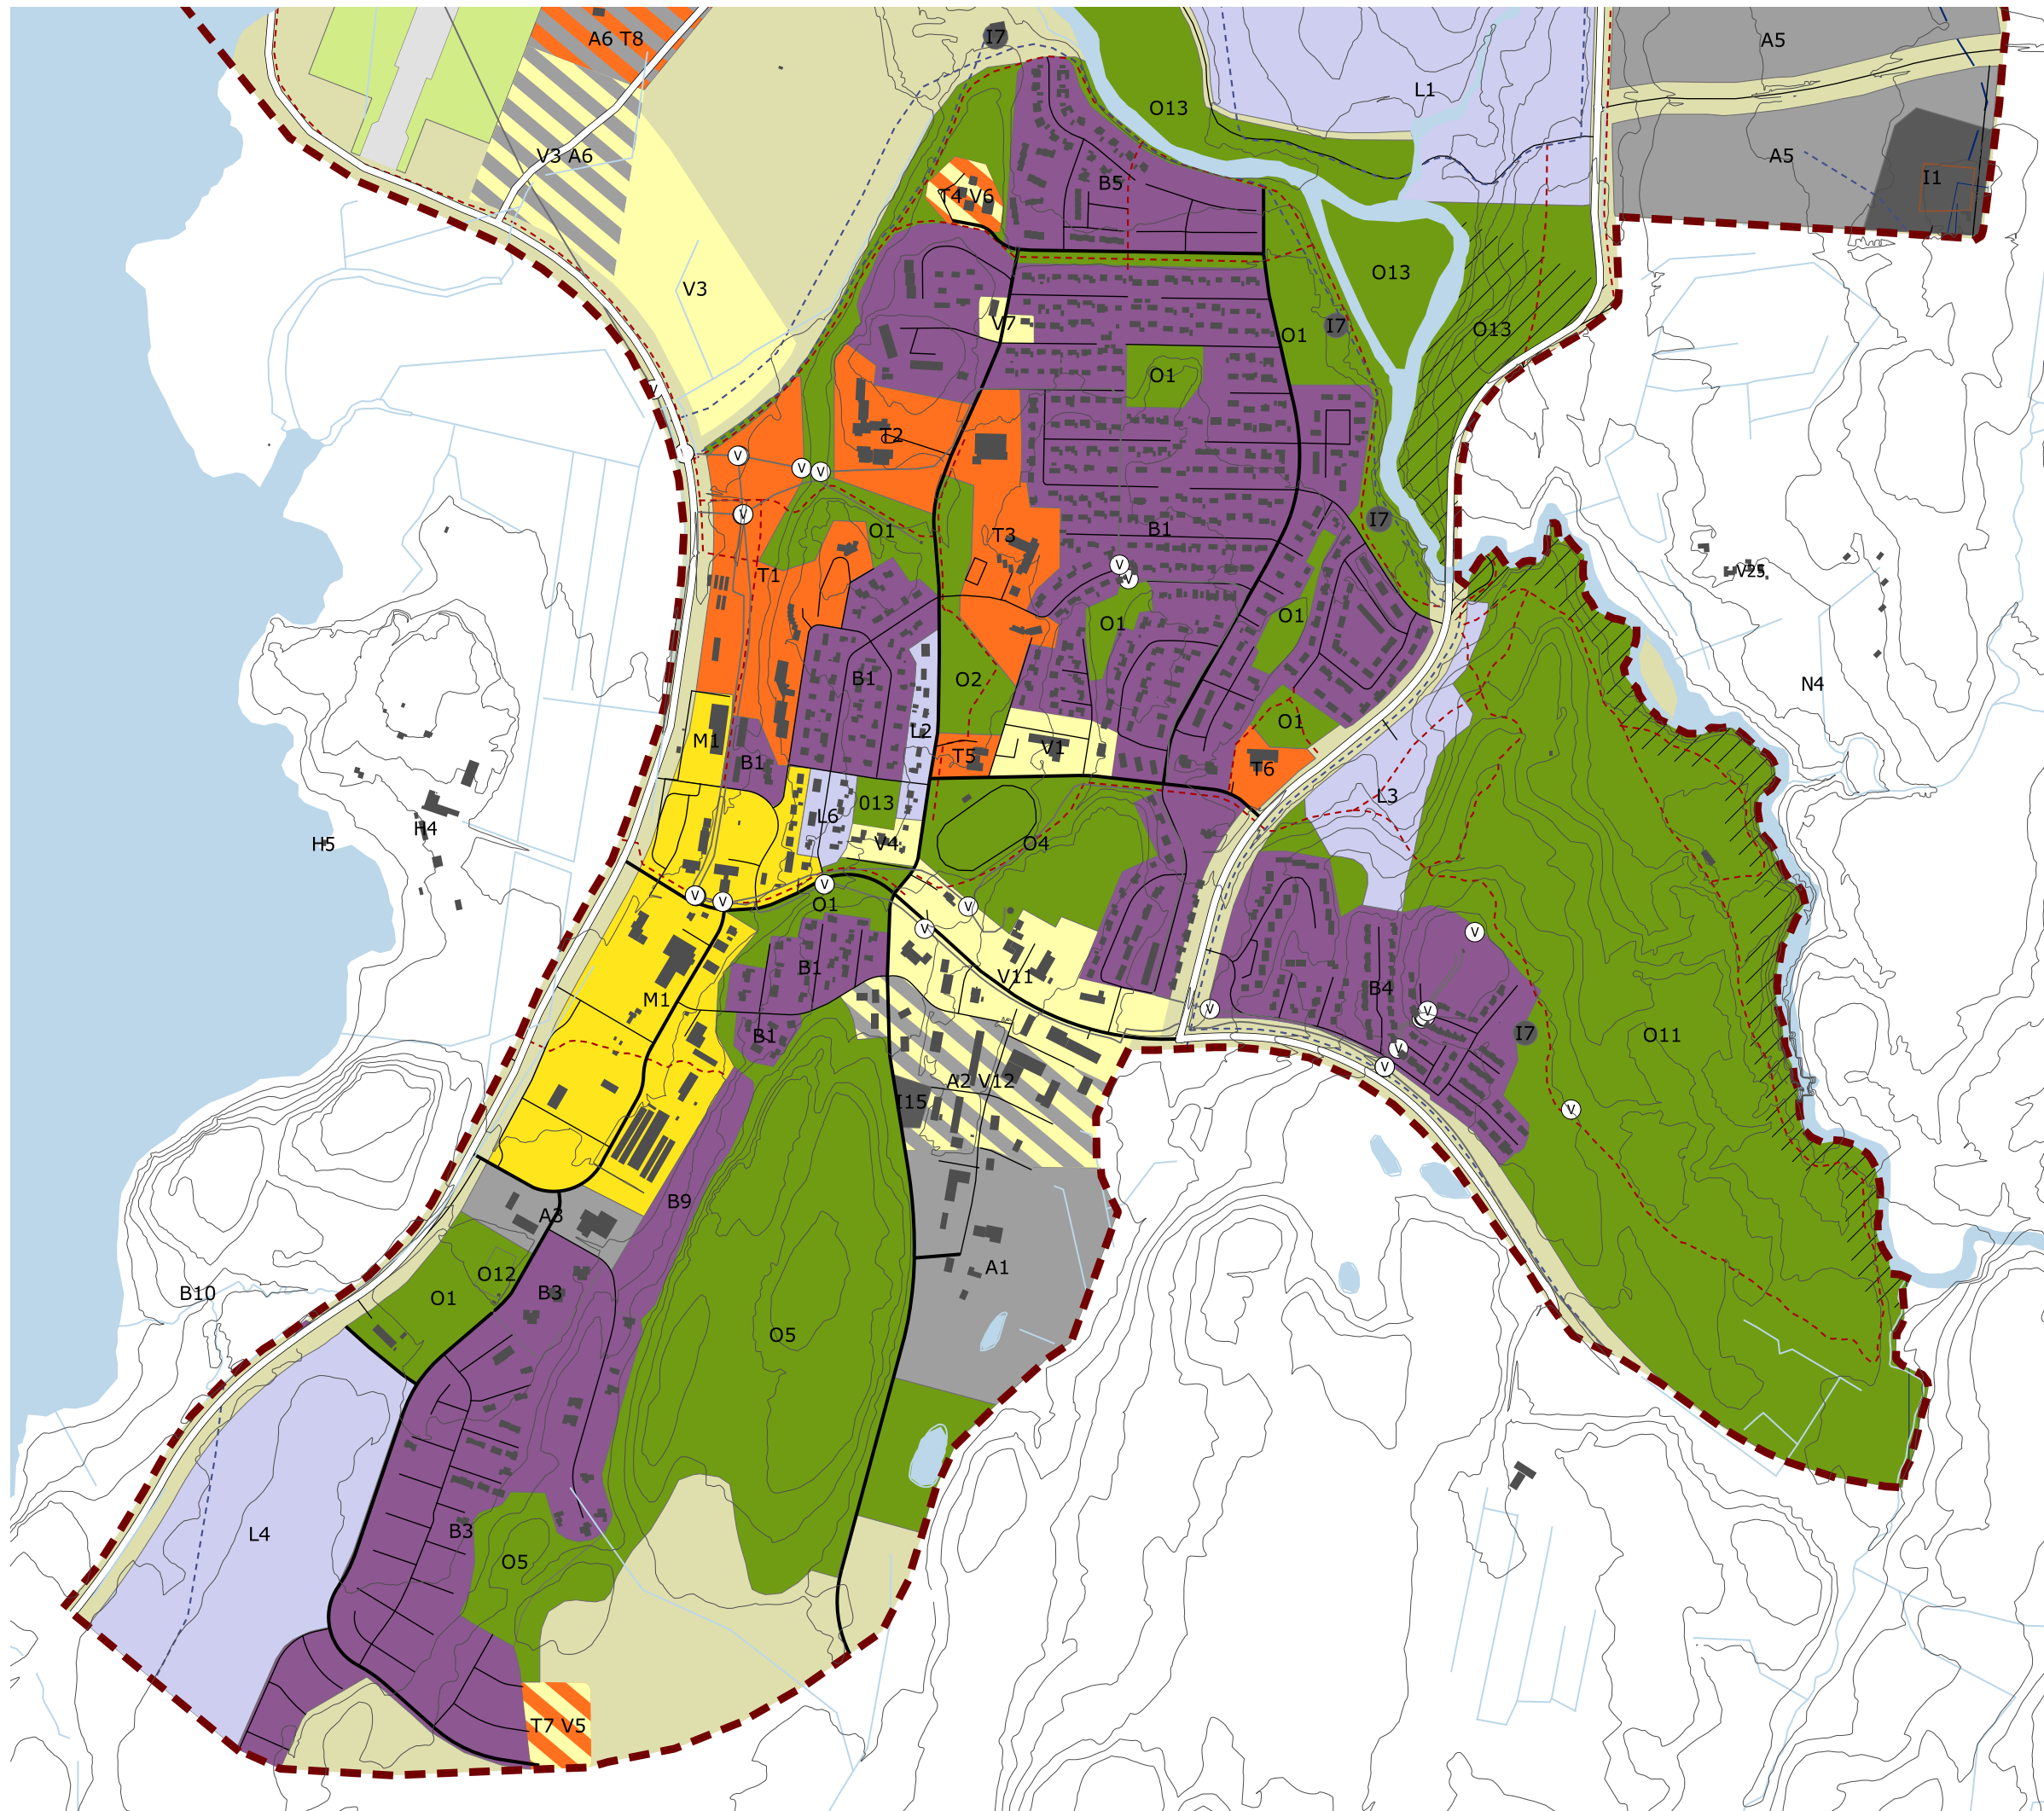 I7
A6 T8
A5
L1
O13
V3 A6
A5
B5
I1
T4 V6
O13
V3
V7
I7
O13
O1
O1
T2
V
V
V
V
I7
B1
O1
T3
V
V
V25
T1
O1
O1
B1
O2
N4
O1
L2
M1
V1
T5
B1
T6
L3
013
L6
H4
H5
V4
O4
V
V
V
O1
V
V
V
B1
V11
B4
M1
V
V
I7
O11
B1
V
V
A2 V12
I15
V
B9
A3
A1
O12
B10
B3
O1
O5
L4
B3
O5
T7 V5